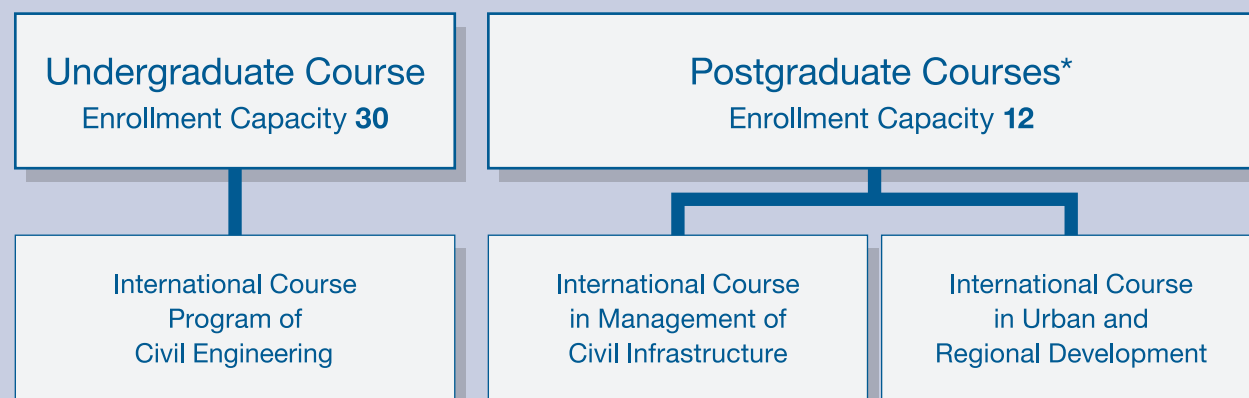 Undergraduate Course
Enrollment Capacity 30
Postgraduate Courses*
Enrollment Capacity 12
International Course
Program of
Civil Engineering
International Course
in Management of
Civil Infrastructure
International Course
in Urban and
Regional Development